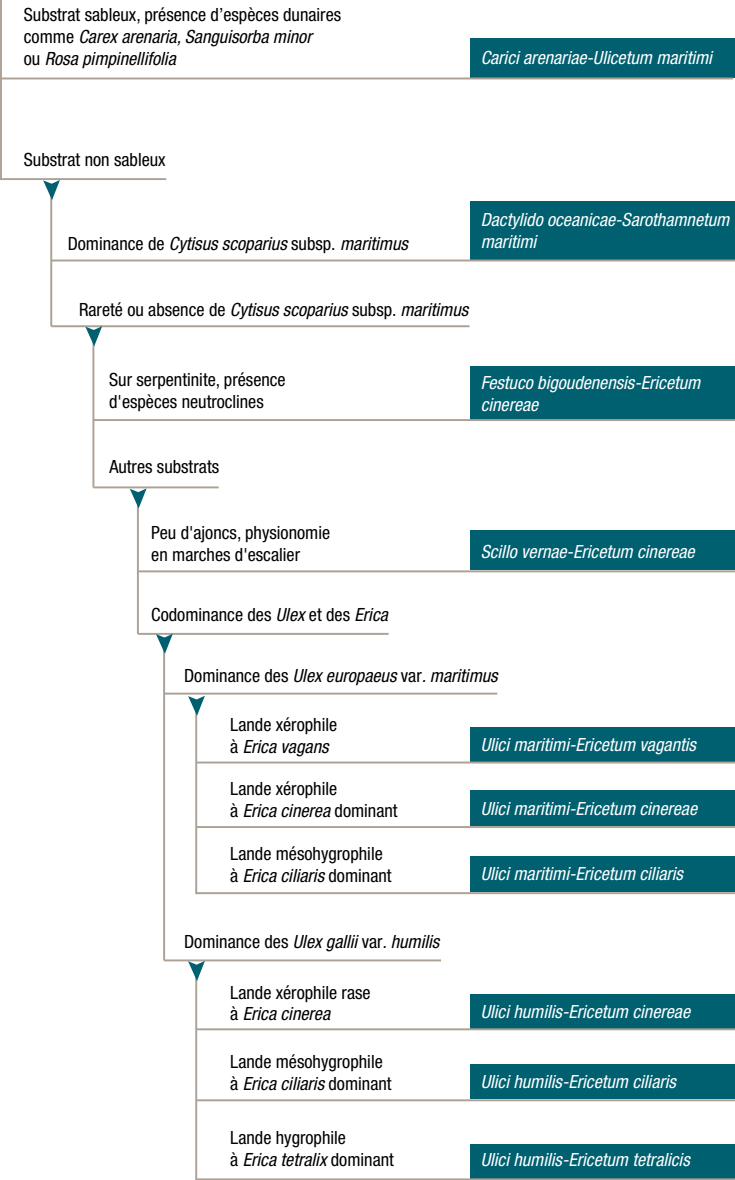 Substrat sableux, présence d’espèces dunaires
comme Carex arenaria, Sanguisorba minor
ou Rosa pimpinellifolia
Carici arenariae-Ulicetum maritimi
Substrat non sableux
Dominance de Cytisus scoparius subsp. maritimus
Dactylido oceanicae-Sarothamnetum
maritimi
Rareté ou absence de Cytisus scoparius subsp. maritimus
Sur serpentinite, présence
d'espèces neutroclines
Festuco bigoudenensis-Ericetum
cinereae
Autres substrats
Peu d'ajoncs, physionomie
en marches d'escalier
Scillo vernae-Ericetum cinereae
Codominance des Ulex et des Erica
Dominance des Ulex europaeus var. maritimus
Lande xérophile
à Erica vagans
Ulici maritimi-Ericetum vagantis
Lande xérophile
à Erica cinerea dominant
Ulici maritimi-Ericetum cinereae
Lande mésohygrophile
à Erica ciliaris dominant
Ulici maritimi-Ericetum ciliaris
Dominance des Ulex gallii var. humilis
Lande xérophile rase
à Erica cinerea
Ulici humilis-Ericetum cinereae
Lande mésohygrophile
à Erica ciliaris dominant
Ulici humilis-Ericetum ciliaris
Lande hygrophile
à Erica tetralix dominant
Ulici humilis-Ericetum tetralicis